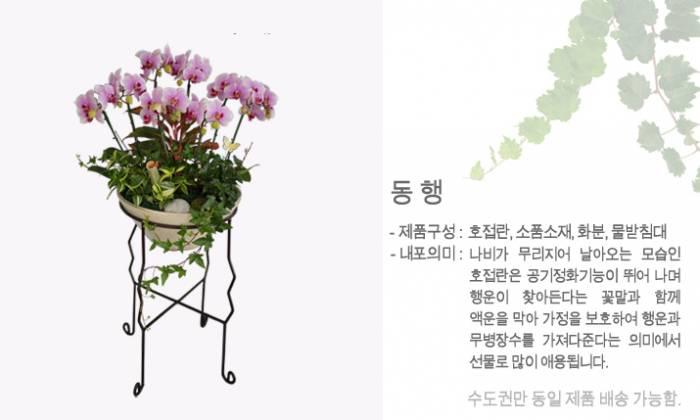 동 행
- 제품구성 : 호접란, 소품소재, 화분, 물받침대
- 내포의미 : 나비가 무리지어 날아오는 모습인
호접란은 공기정화기능이 뛰어 나며
행운이 찾아든다는 꽃말과 함께
액운을 막아 가정을 보호하여 행운과
무병장수를 가져다준다는 의미에서
선물로 많이 애용됩니다.
수도권만 동일 제품 배송 가능함.